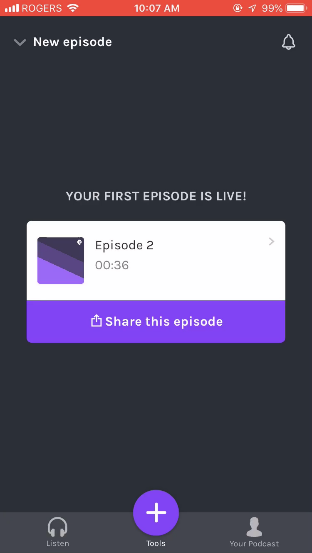 ROGERS 10:07 AM 99%
New episode
YOUR FIRST EPISODE IS LIVE!
Episode 2
00:36
Share this episode
Listen Tools Your Podcast